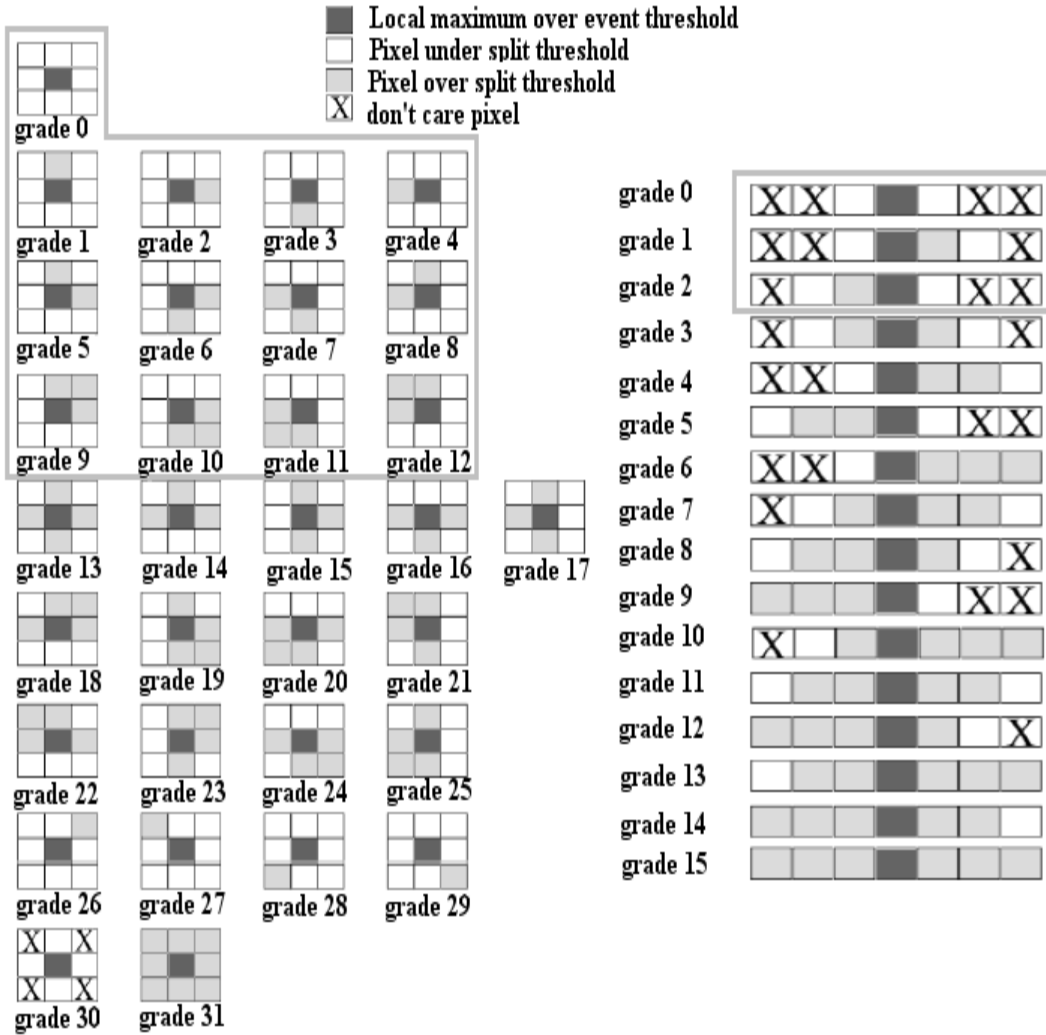 Local maximum over event threshold
Pixel under split threshold
Pixel over split threshold
X don't care pixel
grade 0
grade 1 grade 2 grade 3 grade 4
grade 5 grade 6 grade 7 grade 8
grade 9 grade 10 grade 11 grade 12
grade 13 grade 14 grade 15 grade 16 grade 17
grade 18 grade 19 grade 20 grade 21
grade 22 grade 23 grade 24 grade 25
grade 26 grade 27 grade 28 grade 29
X X
X X
grade 30 grade 31
grade 0 X X X X
grade 1 X X X
grade 2 X X X
grade 3 X X
grade 4 X X
grade 5 X X
grade 6 X X
grade 7 X
grade 8 X
grade 9 X X
grade 10 X
grade 11
grade 12 X
grade 13
grade 14
grade 15